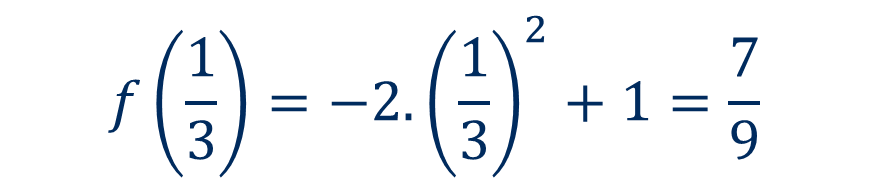 f(1/3) = −2.(1/3)² + 1 = 7/9